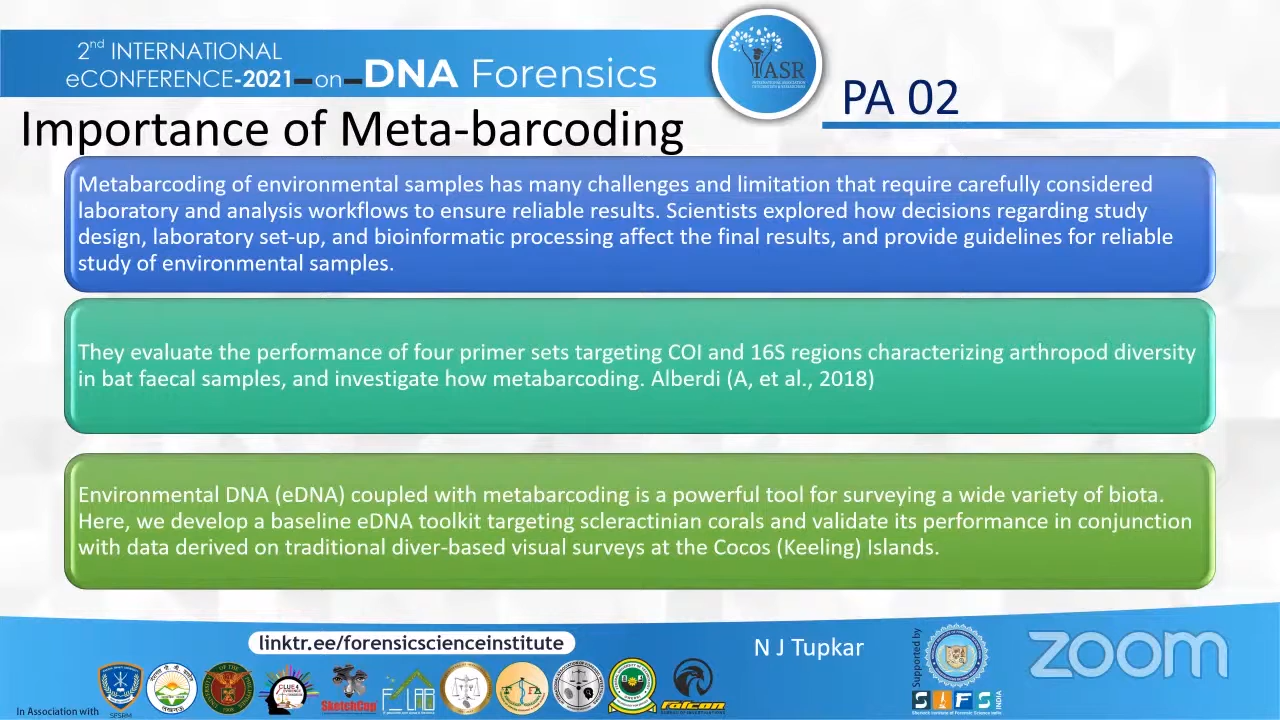 2nd INTERNATIONAL
eCONFERENCE-2021-on-DNA Forensics
IASR
PA 02
Importance of Meta-barcoding
Metabarcoding of environmental samples has many challenges and limitation that require carefully considered
laboratory and analysis workflows to ensure reliable results. Scientists explored how decisions regarding study
design, laboratory set-up, and bioinformatic processing affect the final results, and provide guidelines for reliable
study of environmental samples.
They evaluate the performance of four primer sets targeting COI and 16S regions characterizing arthropod diversity
in bat faecal samples, and investigate how metabarcoding. Alberdi (A, et al., 2018)
Environmental DNA (eDNA) coupled with metabarcoding is a powerful tool for surveying a wide variety of biota.
Here, we develop a baseline eDNA toolkit targeting scleractinian corals and validate its performance in conjunction
with data derived on traditional diver-based visual surveys at the Cocos (Keeling) Islands.
linktr.ee/forensicscienceinstitute
N J Tupkar
Supported by
SIFS
INDIA
zoom
In Association with
SFSRM
SketchCop
falcon